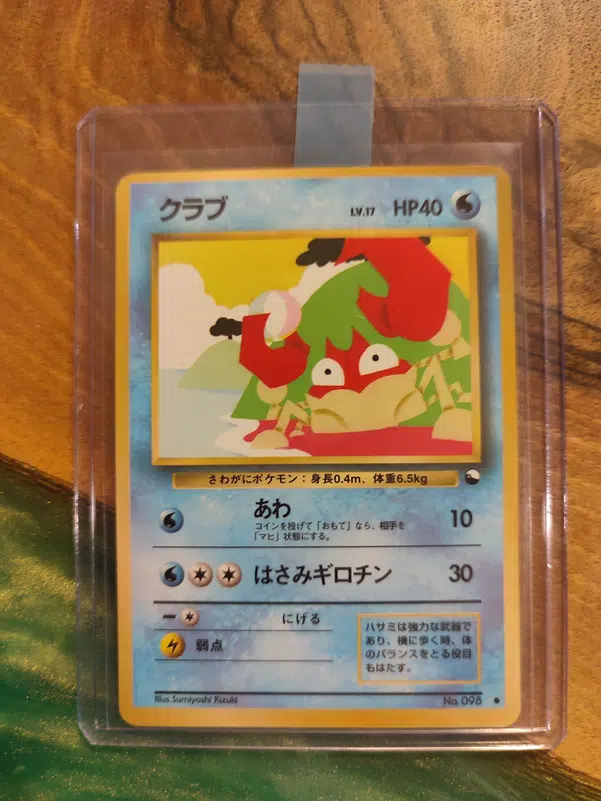 クラブ LV.17 HP40
さわがにポケモン：身長0.4m、体重6.5kg
あわ 10
コインを投げて「おもて」なら、相手を
「マヒ」状態にする。
はさみギロチン 30
にげる
弱点
ハサミは強力な武器で
あり、横に歩く時、体
のバランスをとる役目
もはたす。
Illus.Sumiyoshi Kizuki No. 098